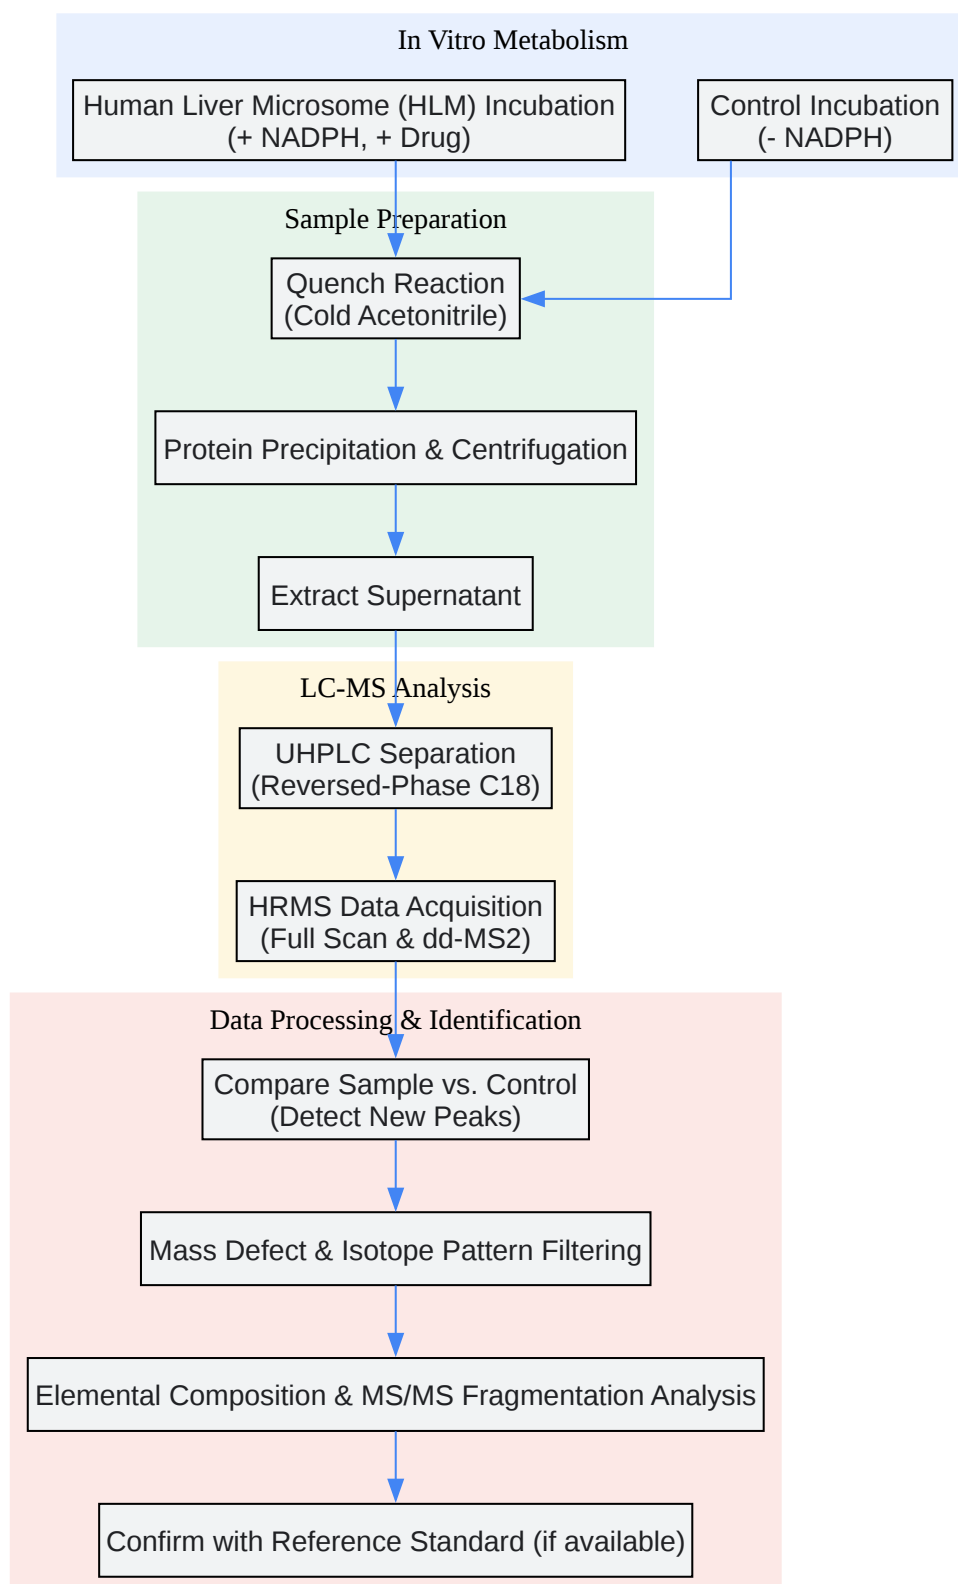 In Vitro Metabolism
Human Liver Microsome (HLM) Incubation
(+ NADPH, + Drug)
Control Incubation
(- NADPH)
Sample Preparation
Quench Reaction
(Cold Acetonitrile)
Protein Precipitation & Centrifugation
Extract Supernatant
LC-MS Analysis
UHPLC Separation
(Reversed-Phase C18)
HRMS Data Acquisition
(Full Scan & dd-MS2)
Data Processing & Identification
Compare Sample vs. Control
(Detect New Peaks)
Mass Defect & Isotope Pattern Filtering
Elemental Composition & MS/MS Fragmentation Analysis
Confirm with Reference Standard (if available)